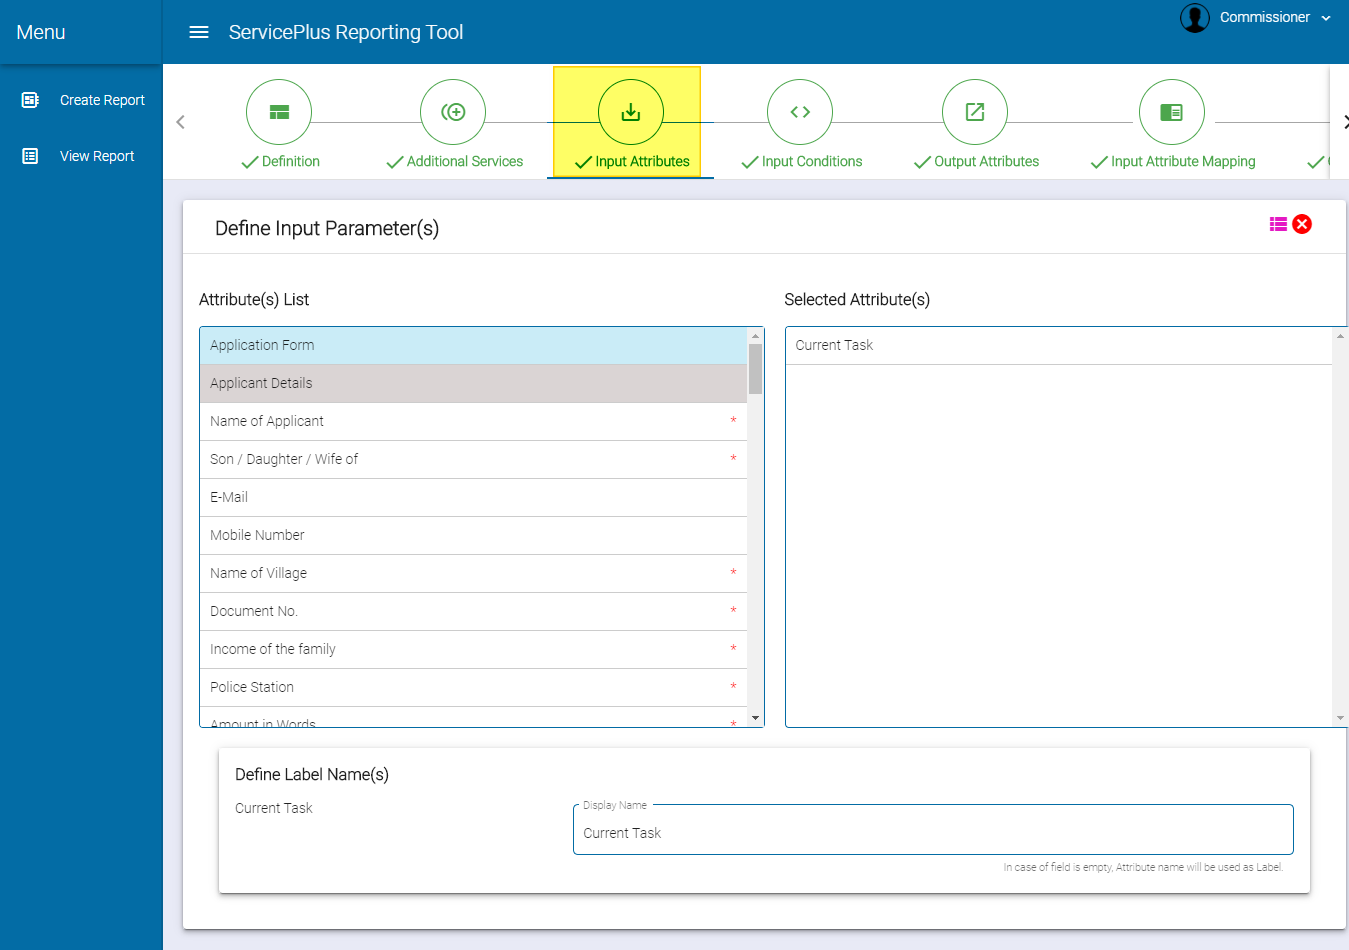 Menu
ServicePlus Reporting Tool
Commissioner
Create Report
View Report
Definition
Additional Services
Input Attributes
Input Conditions
Output Attributes
Input Attribute Mapping
Define Input Parameter(s)
Attribute(s) List
Selected Attribute(s)
Application Form
Applicant Details
Name of Applicant *
Son / Daughter / Wife of *
E-Mail
Mobile Number
Name of Village *
Document No. *
Income of the family *
Police Station *
Amount in Words *
Current Task
Define Label Name(s)
Current Task
Display Name
Current Task
In case of field is empty, Attribute name will be used as Label.